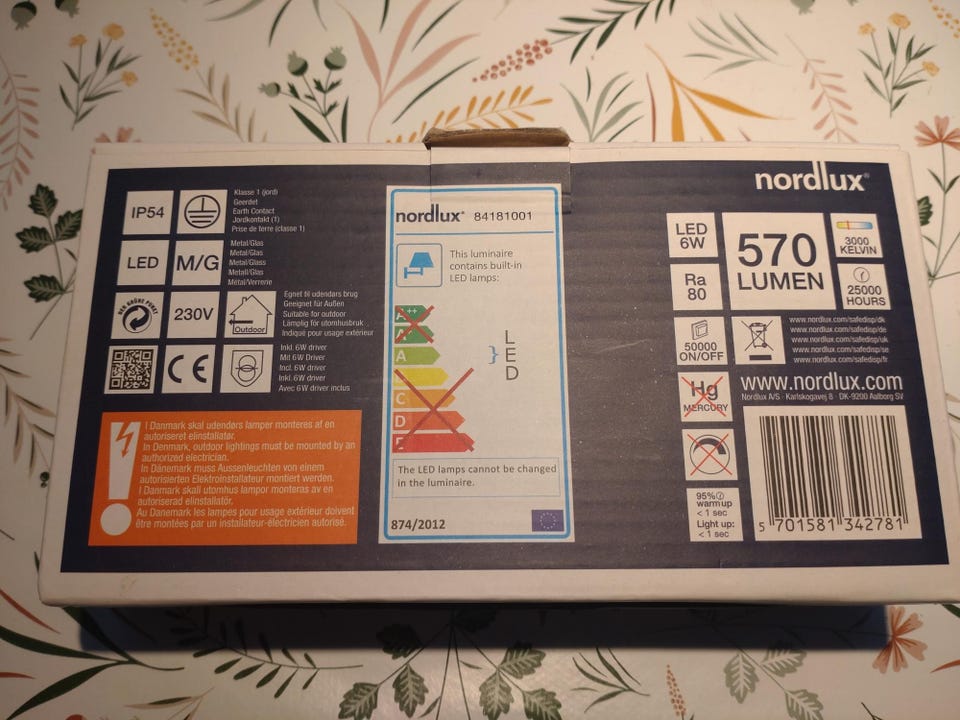 nordlux®
IP54
Klasse 1 (jord)
Geerdet
Earth Contact
Jordkontakt (1)
Prise de terre (classe 1)
LED
M/G
Metal/Glas
Metal/Glas
Metal/Glass
Metall/Glas
Métal/Verrerie
DER GRÜNE PUNKT
230V
Outdoor
Egnet til udendørs brug
Geeignet für Außen
Suitable for outdoor
Lämplig för utomhusbruk
Indiqué pour usage extérieur
CE
Inkl. 6W Driver
Mit 6W Driver
Incl. 6W Driver
Inkl. 6W Driver
Avec 6W driver inclus
I Danmark skal udendørs lamper monteres af en
autoriseret elinstallatør.
In Denmark, outdoor lightings must be mounted by an
authorized electrician.
In Dänemark muss Aussenleuchten von einem
autorisierten Elektroinstallateur montiert werden.
I Danmark skall utomhus lampor monteras av en
autoriserad elinstallatör.
Au Danemark les lampes pour usage extérieur doivent
être montées par un installateur-électricien autorisé.
nordlux® 84181001
This luminaire
contains built-in
LED lamps:
A++
A+
A
B
C
D
E
} LED
The LED lamps cannot be changed
in the luminaire.
874/2012
LED
6W
570
LUMEN
3000
KELVIN
Ra
80
25000
HOURS
50000
ON/OFF
www.nordlux.com/safedisp/dk
www.nordlux.com/safedisp/de
www.nordlux.com/safedisp/uk
www.nordlux.com/safedisp/se
www.nordlux.com/safedisp/fr
Hg
MERCURY
www.nordlux.com
Nordlux A/S · Karlskogavej 8 · DK-9200 Aalborg SV
95%
warm up
< 1 sec
Light up:
< 1 sec
5 701581 342781